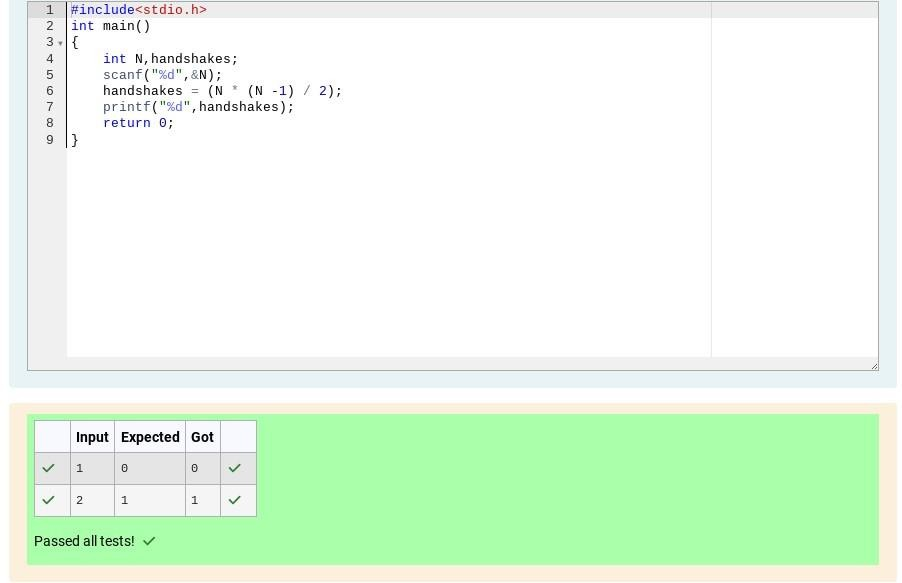 1 #include<stdio.h>
2 int main()
3 {
4     int N,handshakes;
5     scanf("%d",&N);
6     handshakes = (N * (N -1) / 2);
7     printf("%d",handshakes);
8     return 0;
9 }
Input Expected Got
1 0 0
2 1 1
Passed all tests!